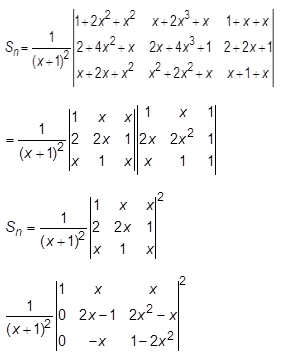 S_n = \frac{1}{(x+1)^2} \begin{vmatrix} 1+2x^2+x^2 & x+2x^3+x & 1+x+x \\ 2+4x^2+x & 2x+4x^3+1 & 2+2x+1 \\ x+2x+x^2 & x^2+2x^2+x & x+1+x \end{vmatrix}
= \frac{1}{(x+1)^2} \begin{vmatrix} 1 & x & x \\ 2 & 2x & 1 \\ x & 1 & x \end{vmatrix} \begin{vmatrix} 1 & x & 1 \\ 2x & 2x^2 & 1 \\ x & 1 & 1 \end{vmatrix}
S_n = \frac{1}{(x+1)^2} \begin{vmatrix} 1 & x & x \\ 2 & 2x & 1 \\ x & 1 & x \end{vmatrix}^2
\frac{1}{(x+1)^2} \begin{vmatrix} 1 & x & x \\ 0 & 2x-1 & 2x^2-x \\ 0 & -x & 1-2x^2 \end{vmatrix}^2